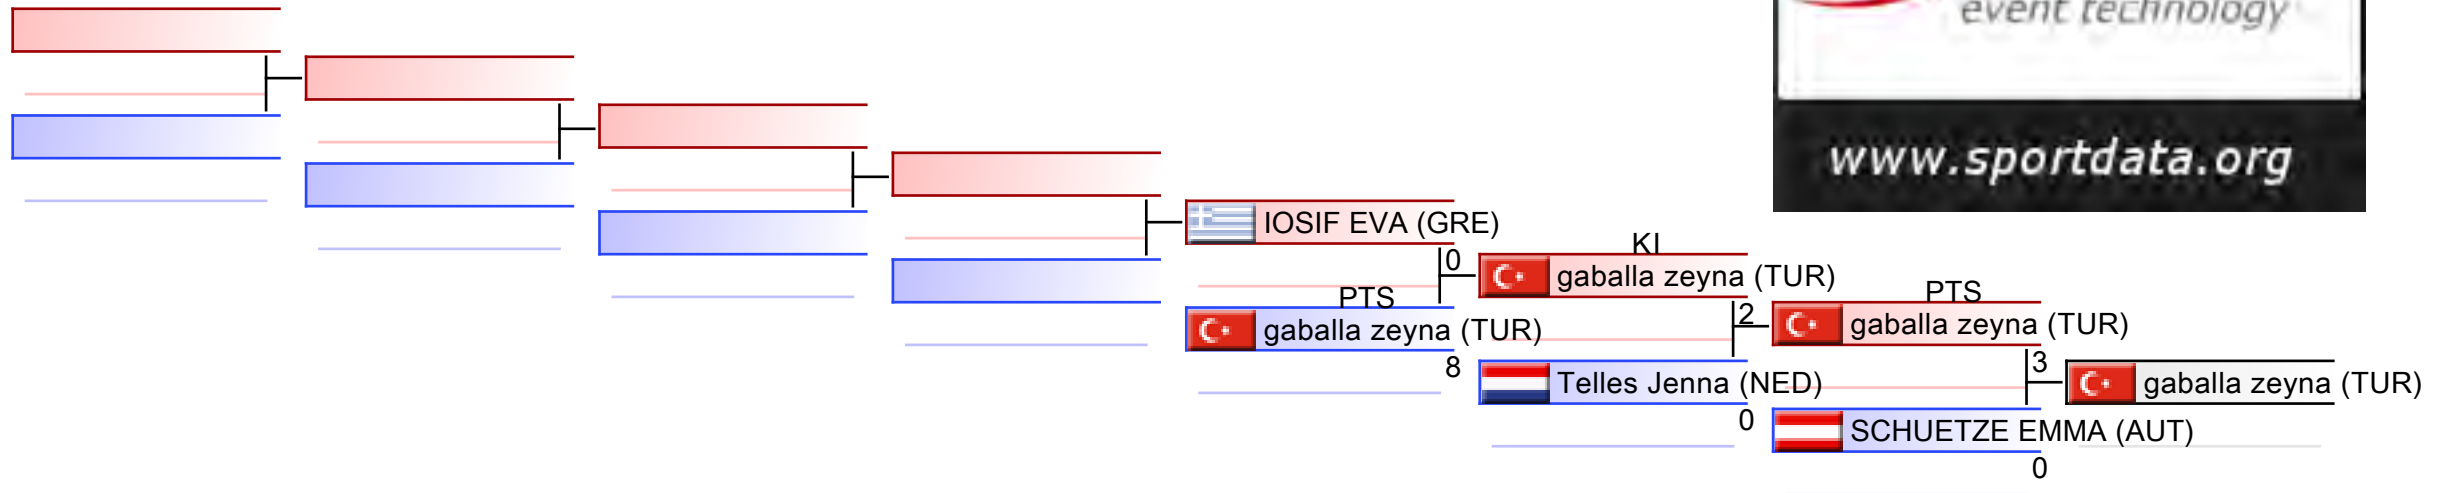 event technology
www.sportdata.org
IOSIF EVA (GRE)
0
PTS
gaballa zeyna (TUR)
8
KI
gaballa zeyna (TUR)
2
Telles Jenna (NED)
0
PTS
gaballa zeyna (TUR)
3
SCHUETZE EMMA (AUT)
0
gaballa zeyna (TUR)